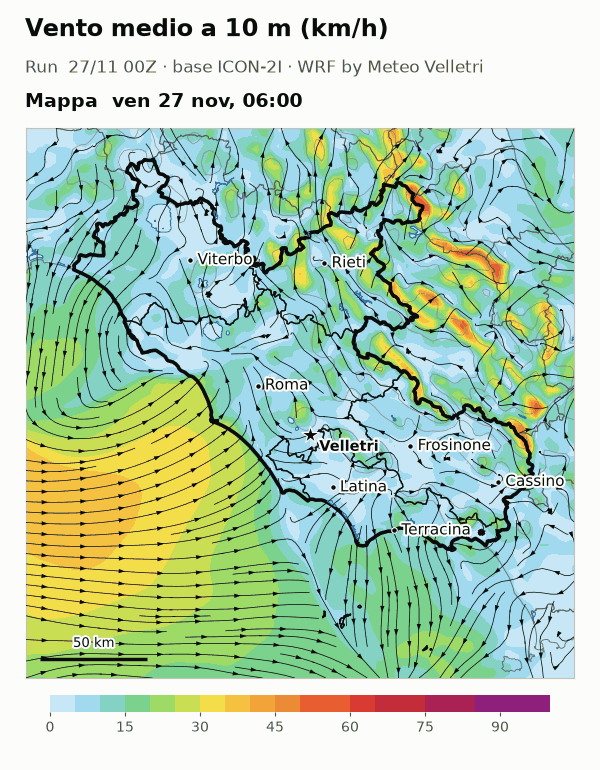 Vento medio a 10 m (km/h)
Run 27/11 00Z · base ICON-2I · WRF by Meteo Velletri
Mappa ven 27 nov, 06:00
Viterbo
Rieti
Roma
Velletri
Frosinone
Cassino
Latina
Terracina
50 km
0 15 30 45 60 75 90